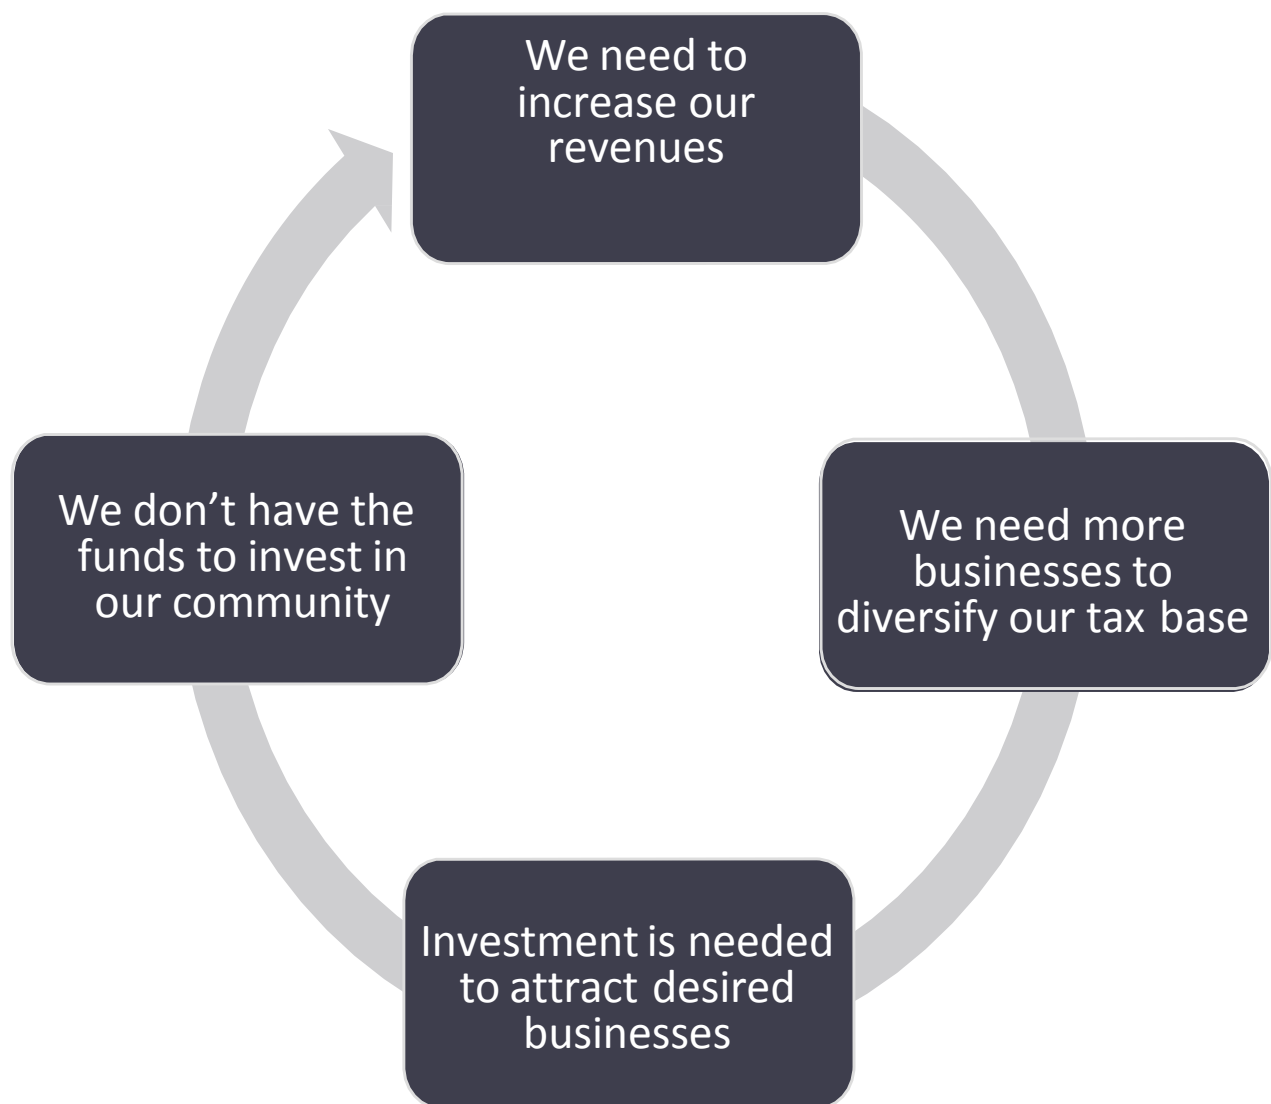 We need to
increase our
revenues
We need more
businesses to
diversify our tax base
Investment is needed
to attract desired
businesses
We don’t have the
funds to invest in
our community